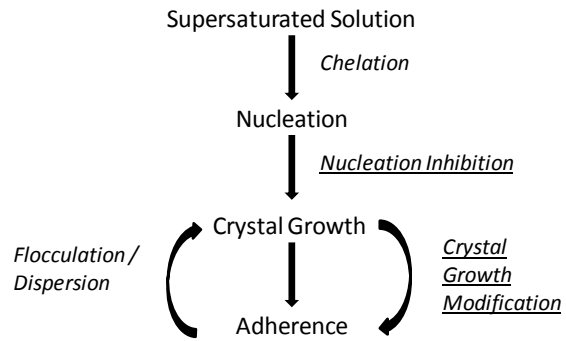 Supersaturated Solution
Chelation
Nucleation
Nucleation Inhibition
Crystal Growth
Flocculation /
Dispersion
Crystal
Growth
Modification
Adherence